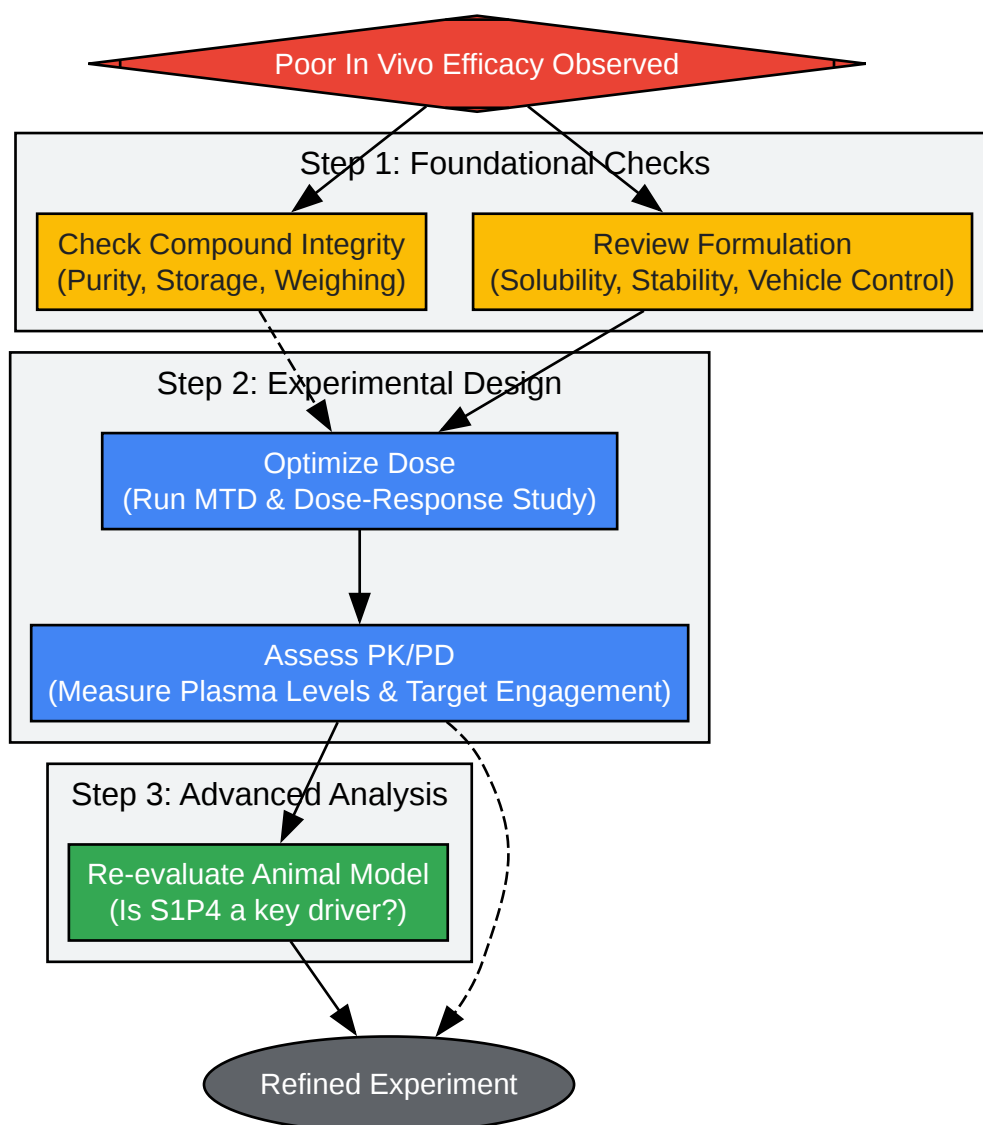 Poor In Vivo Efficacy Observed
Step 1: Foundational Checks
Check Compound Integrity
(Purity, Storage, Weighing)
Review Formulation
(Solubility, Stability, Vehicle Control)
Step 2: Experimental Design
Optimize Dose
(Run MTD & Dose-Response Study)
Assess PK/PD
(Measure Plasma Levels & Target Engagement)
Step 3: Advanced Analysis
Re-evaluate Animal Model
(Is S1P4 a key driver?)
Refined Experiment